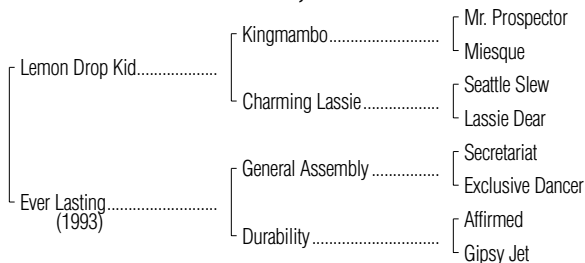 Mr. Prospector
Kingmambo..............................
Miesque
Lemon Drop Kid...................
Seattle Slew
Charming Lassie.....................
Lassie Dear
Secretariat
General Assembly..................
Exclusive Dancer
Ever Lasting..........................
(1993)
Affirmed
Durability..................................
Gipsy Jet